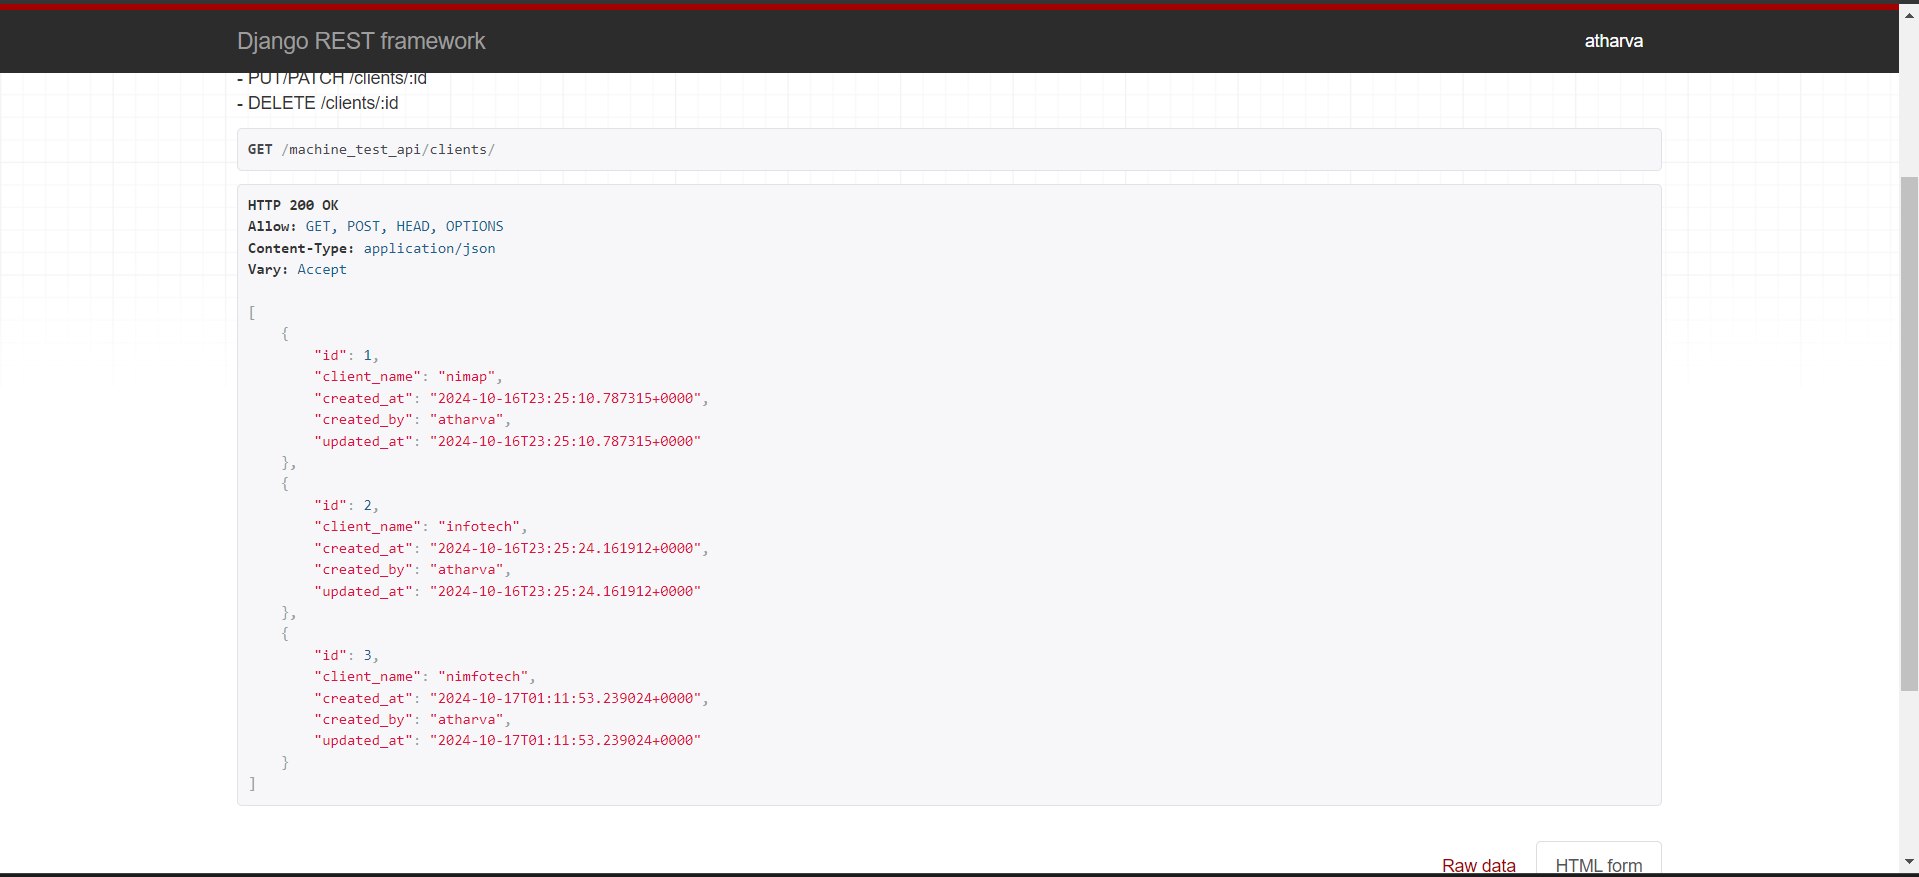 Django REST framework
atharva
- PUT/PATCH /clients/:id
- DELETE /clients/:id
GET /machine_test_api/clients/
HTTP 200 OK
Allow: GET, POST, HEAD, OPTIONS
Content-Type: application/json
Vary: Accept
[
    {
        "id": 1,
        "client_name": "nimap",
        "created_at": "2024-10-16T23:25:10.787315+0000",
        "created_by": "atharva",
        "updated_at": "2024-10-16T23:25:10.787315+0000"
    },
    {
        "id": 2,
        "client_name": "infotech",
        "created_at": "2024-10-16T23:25:24.161912+0000",
        "created_by": "atharva",
        "updated_at": "2024-10-16T23:25:24.161912+0000"
    },
    {
        "id": 3,
        "client_name": "nimfotech",
        "created_at": "2024-10-17T01:11:53.239024+0000",
        "created_by": "atharva",
        "updated_at": "2024-10-17T01:11:53.239024+0000"
    }
]
Raw data
HTML form